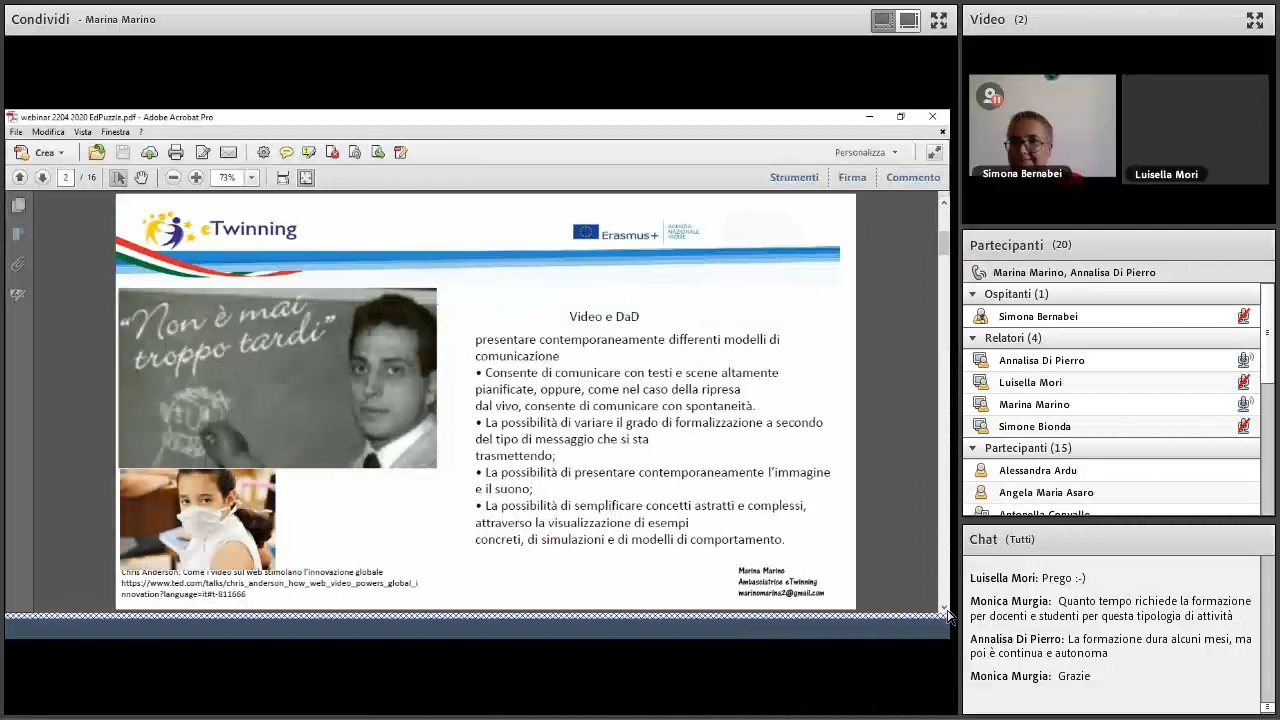 Condividi - Marina Marino
webinar 2204 2020 EdPuzzle.pdf - Adobe Acrobat Pro
File Modifica Vista Finestra ?
Crea
Personalizza
2 / 16
73%
Strumenti Firma Commento
eTwinning
Erasmus+
AGENZIA
NAZIONALE
INDIRE
"Non è mai
troppo tardi"
Video e DaD
presentare contemporaneamente differenti modelli di
comunicazione
• Consente di comunicare con testi e scene altamente
pianificate, oppure, come nel caso della ripresa
dal vivo, consente di comunicare con spontaneità.
• La possibilità di variare il grado di formalizzazione a secondo
del tipo di messaggio che si sta
trasmettendo;
• La possibilità di presentare contemporaneamente l'immagine
e il suono;
• La possibilità di semplificare concetti astratti e complessi,
attraverso la visualizzazione di esempi
concreti, di simulazioni e di modelli di comportamento.
Chris Anderson: Come i video sul web stimolano l'innovazione globale
https://www.ted.com/talks/chris_anderson_how_web_video_powers_global_i
nnovation?language=it#t-811666
Marina Marino
Ambasciatrice eTwinning
marinomarina2@gmail.com
Video (2)
Simona Bernabei
Luisella Mori
Partecipanti (20)
Marina Marino, Annalisa Di Pierro
Ospitanti (1)
Simona Bernabei
Relatori (4)
Annalisa Di Pierro
Luisella Mori
Marina Marino
Simone Bionda
Partecipanti (15)
Alessandra Ardu
Angela Maria Asaro
Chat (Tutti)
Luisella Mori: Prego :-)
Monica Murgia: Quanto tempo richiede la formazione
per docenti e studenti per questa tipologia di attività
Annalisa Di Pierro: La formazione dura alcuni mesi, ma
poi è continua e autonoma
Monica Murgia: Grazie